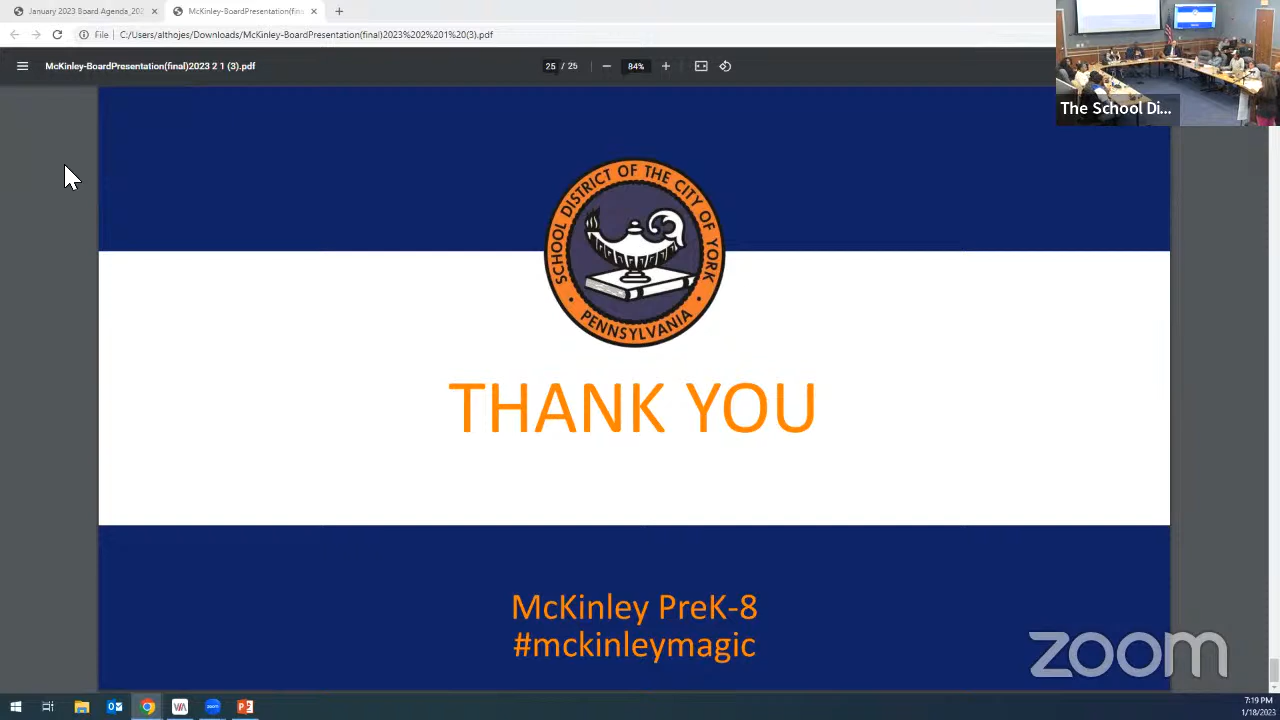 January 2023 Board Agenda_202
McKinley-BoardPresentation(fina
File
C:/Users/althojes/Downloads/McKinley-BoardPresentation(final)2023%202%201%20(3).pdf
McKinley-BoardPresentation(final)2023 2 1 (3).pdf
25 / 25
84%
The School Di...
SCHOOL DISTRICT OF THE CITY OF YORK
PENNSYLVANIA
THANK YOU
McKinley PreK-8
#mckinleymagic
zoom
7:19 PM
1/18/2023